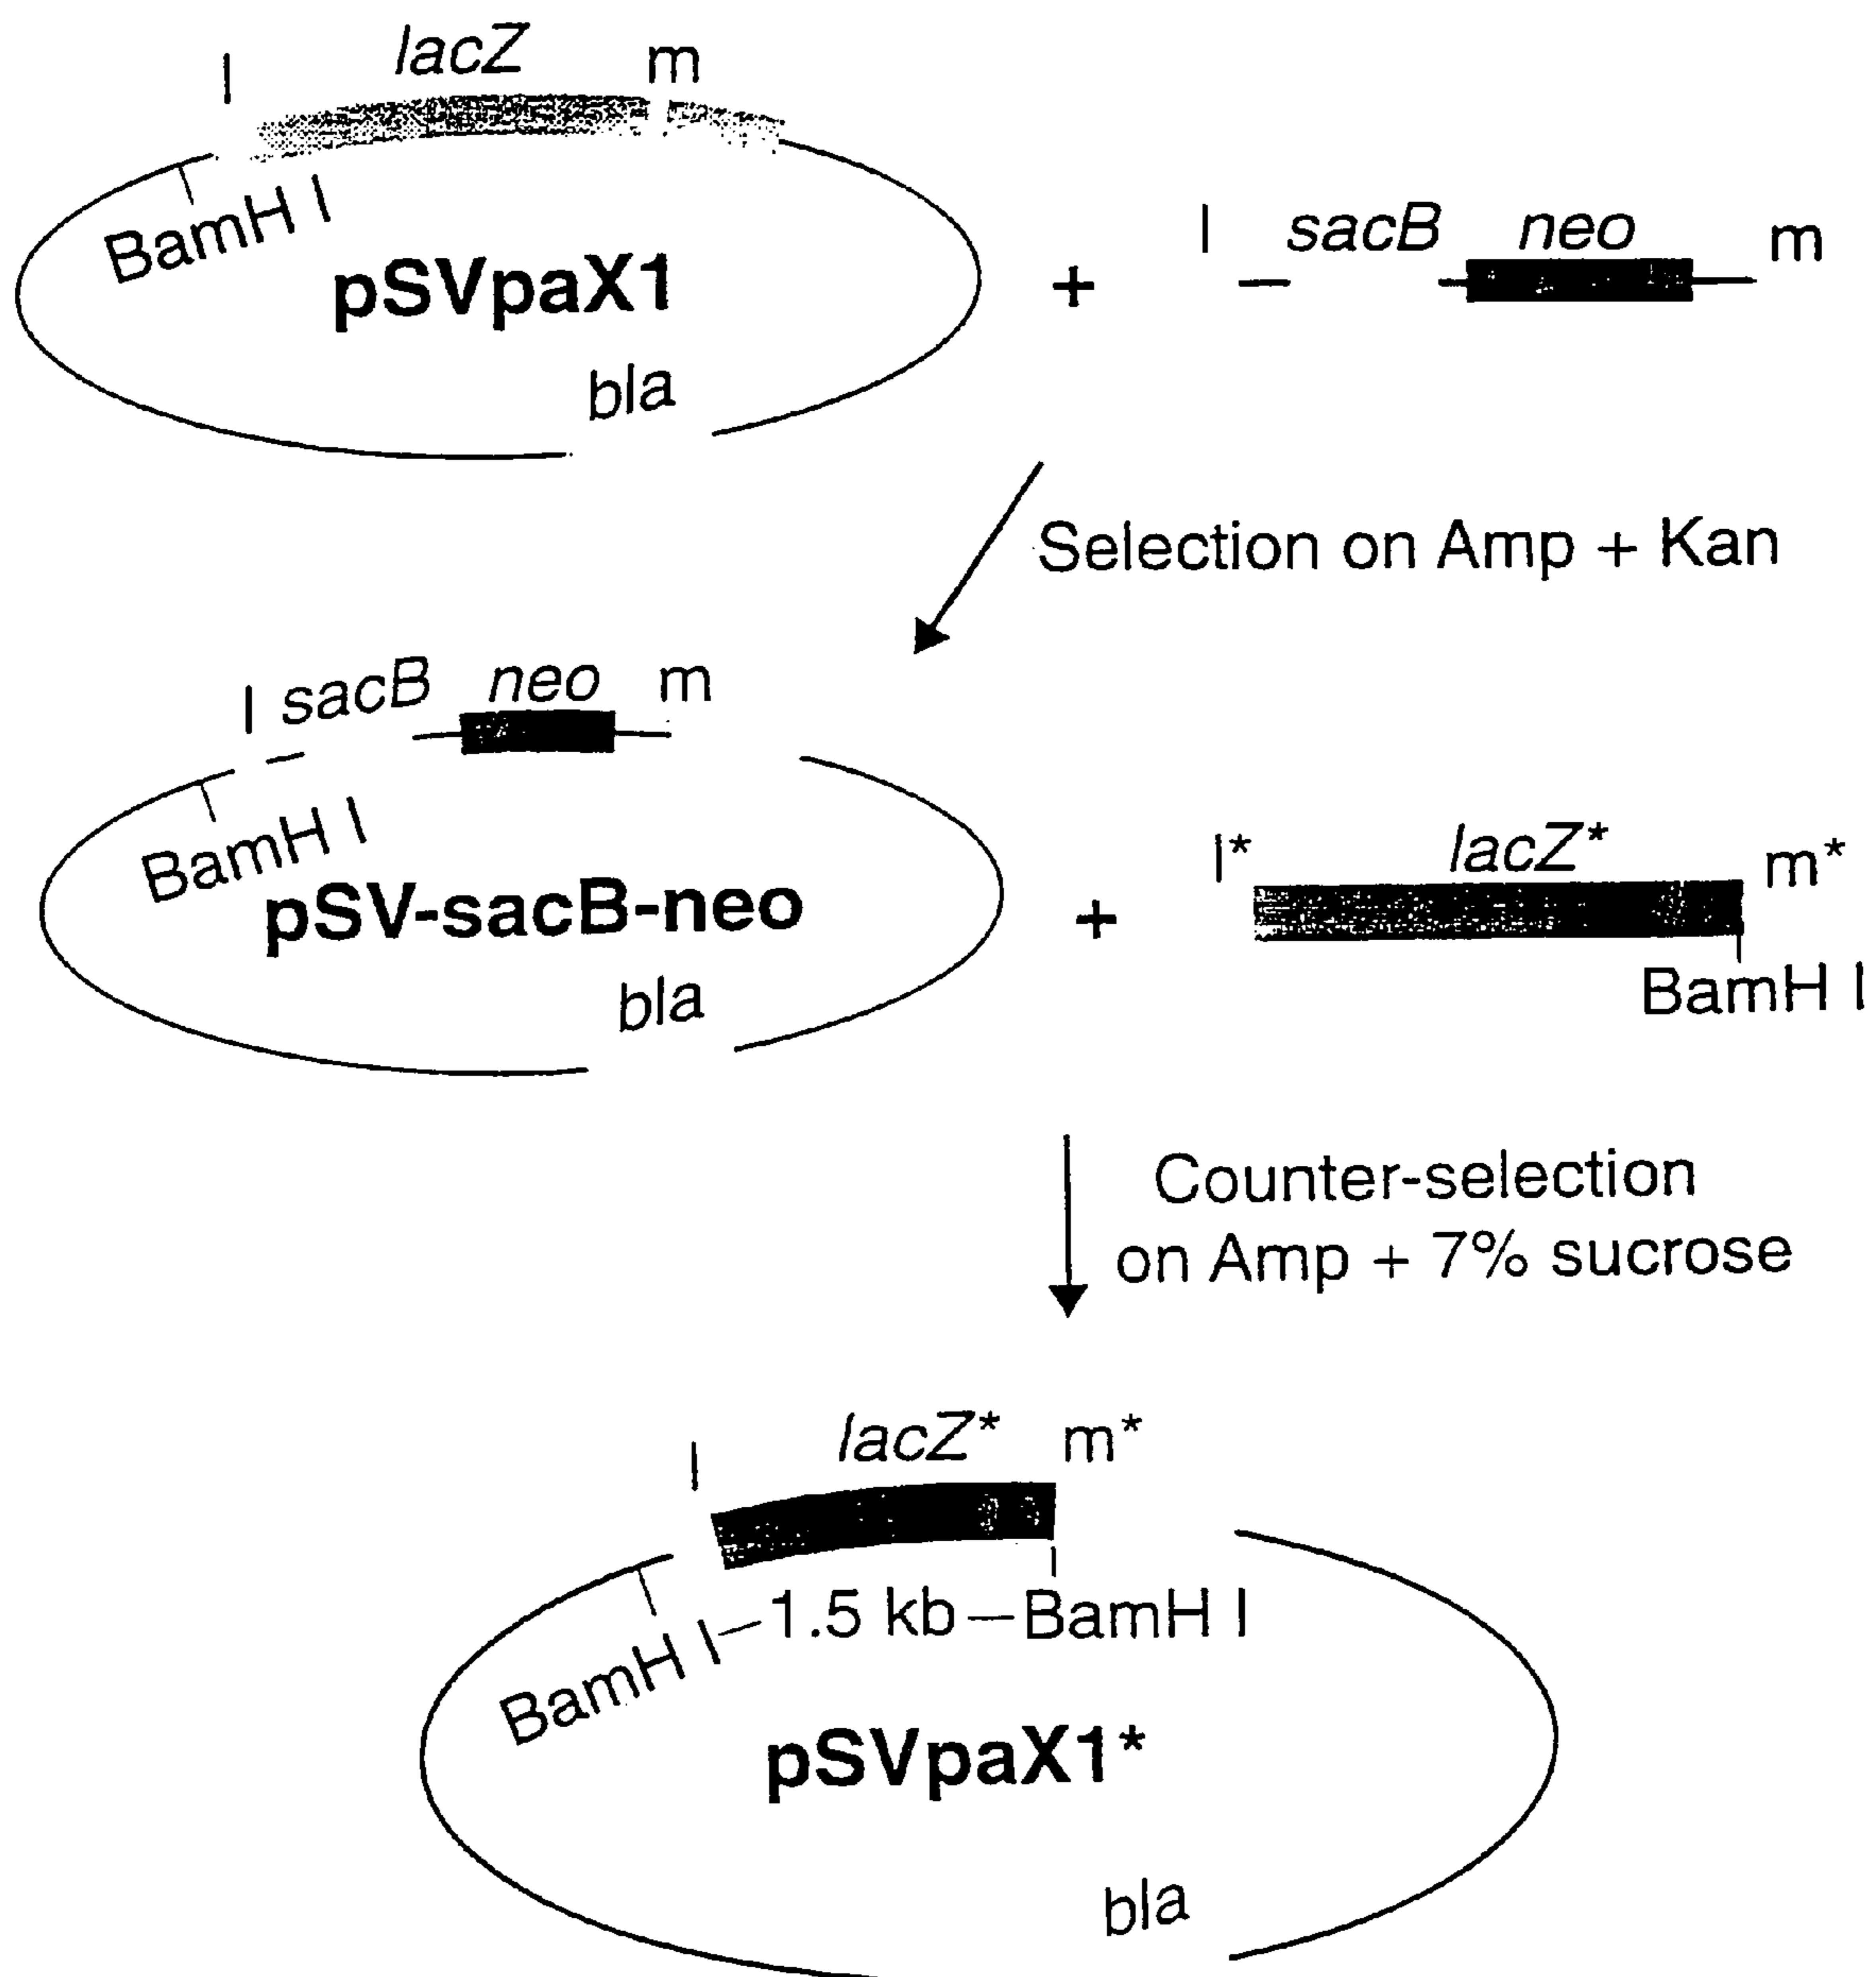 l lacZ m
BamH I
pSVpaX1
bla
+
l sacB neo m
Selection on Amp + Kan
l sacB neo m
BamH I
pSV-sacB-neo
bla
+
l* lacZ* m*
BamH I
Counter-selection
on Amp + 7% sucrose
l lacZ* m*
BamH I–1.5 kb–BamH I
pSVpaX1*
bla